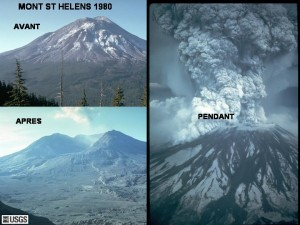 MONT ST HELENS 1980
AVANT
APRES
PENDANT
USGS